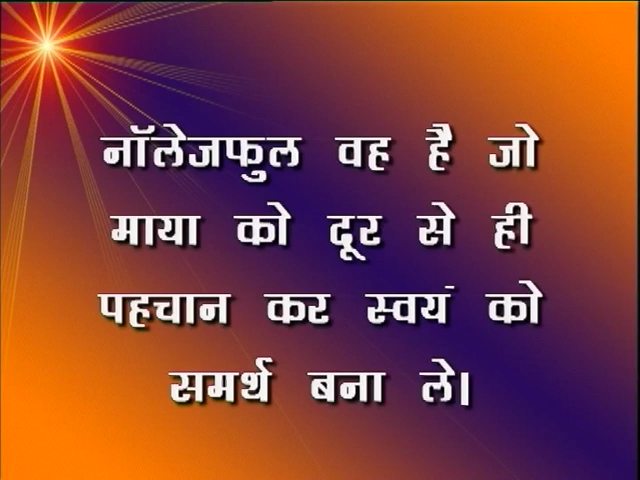 नॉलेजफुल वह है जो
माया को दूर से ही
पहचान कर स्वयं को
समर्थ बना ले।